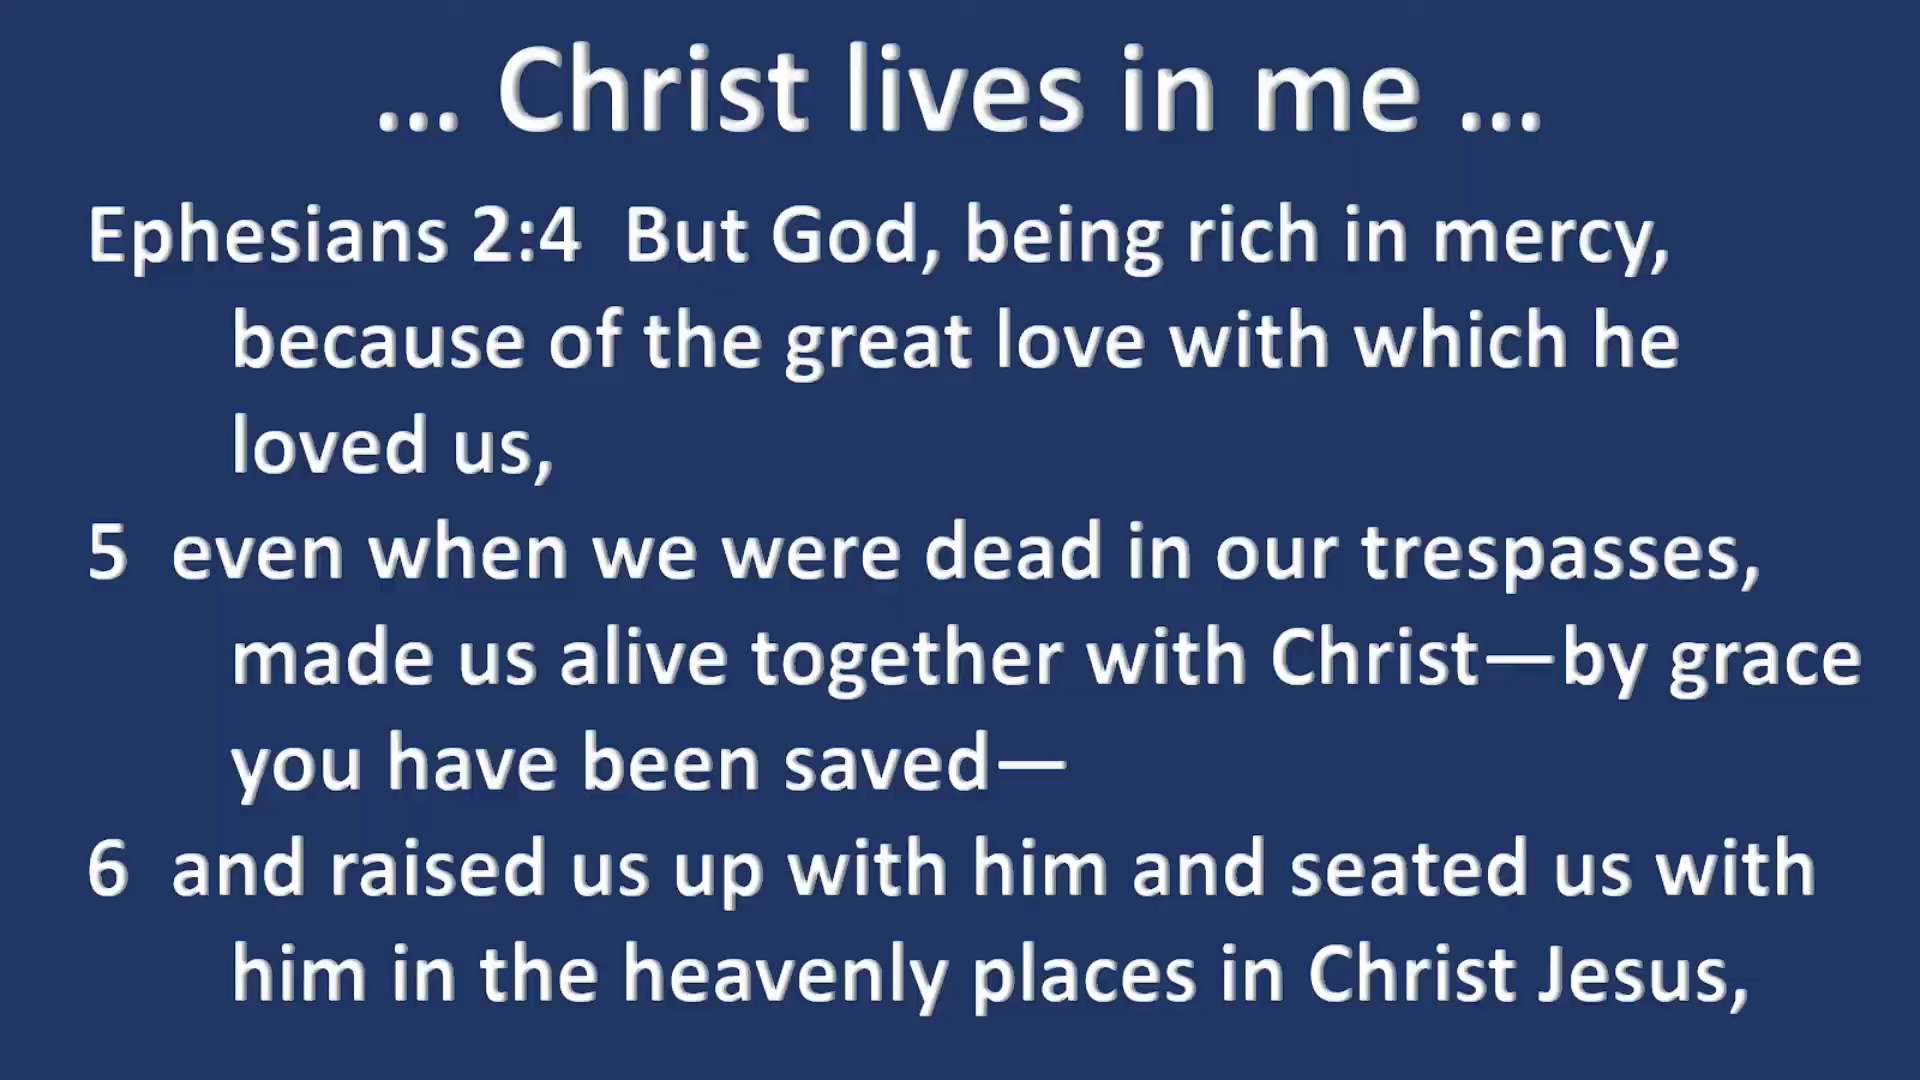 ... Christ lives in me ...
Ephesians 2:4  But God, being rich in mercy,
because of the great love with which he
loved us,
5  even when we were dead in our trespasses,
made us alive together with Christ—by grace
you have been saved—
6  and raised us up with him and seated us with
him in the heavenly places in Christ Jesus,